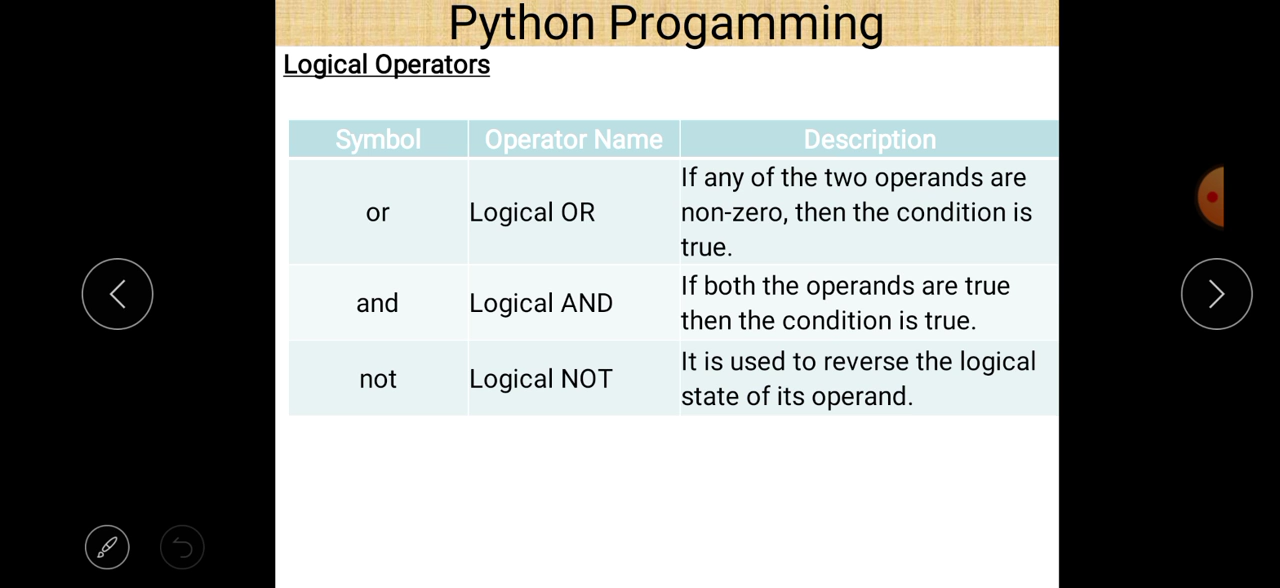 Python Progamming
Logical Operators
Symbol Operator Name Description
If any of the two operands are
or Logical OR non-zero, then the condition is
true.
If both the operands are true
and Logical AND
then the condition is true.
It is used to reverse the logical
not Logical NOT
state of its operand.